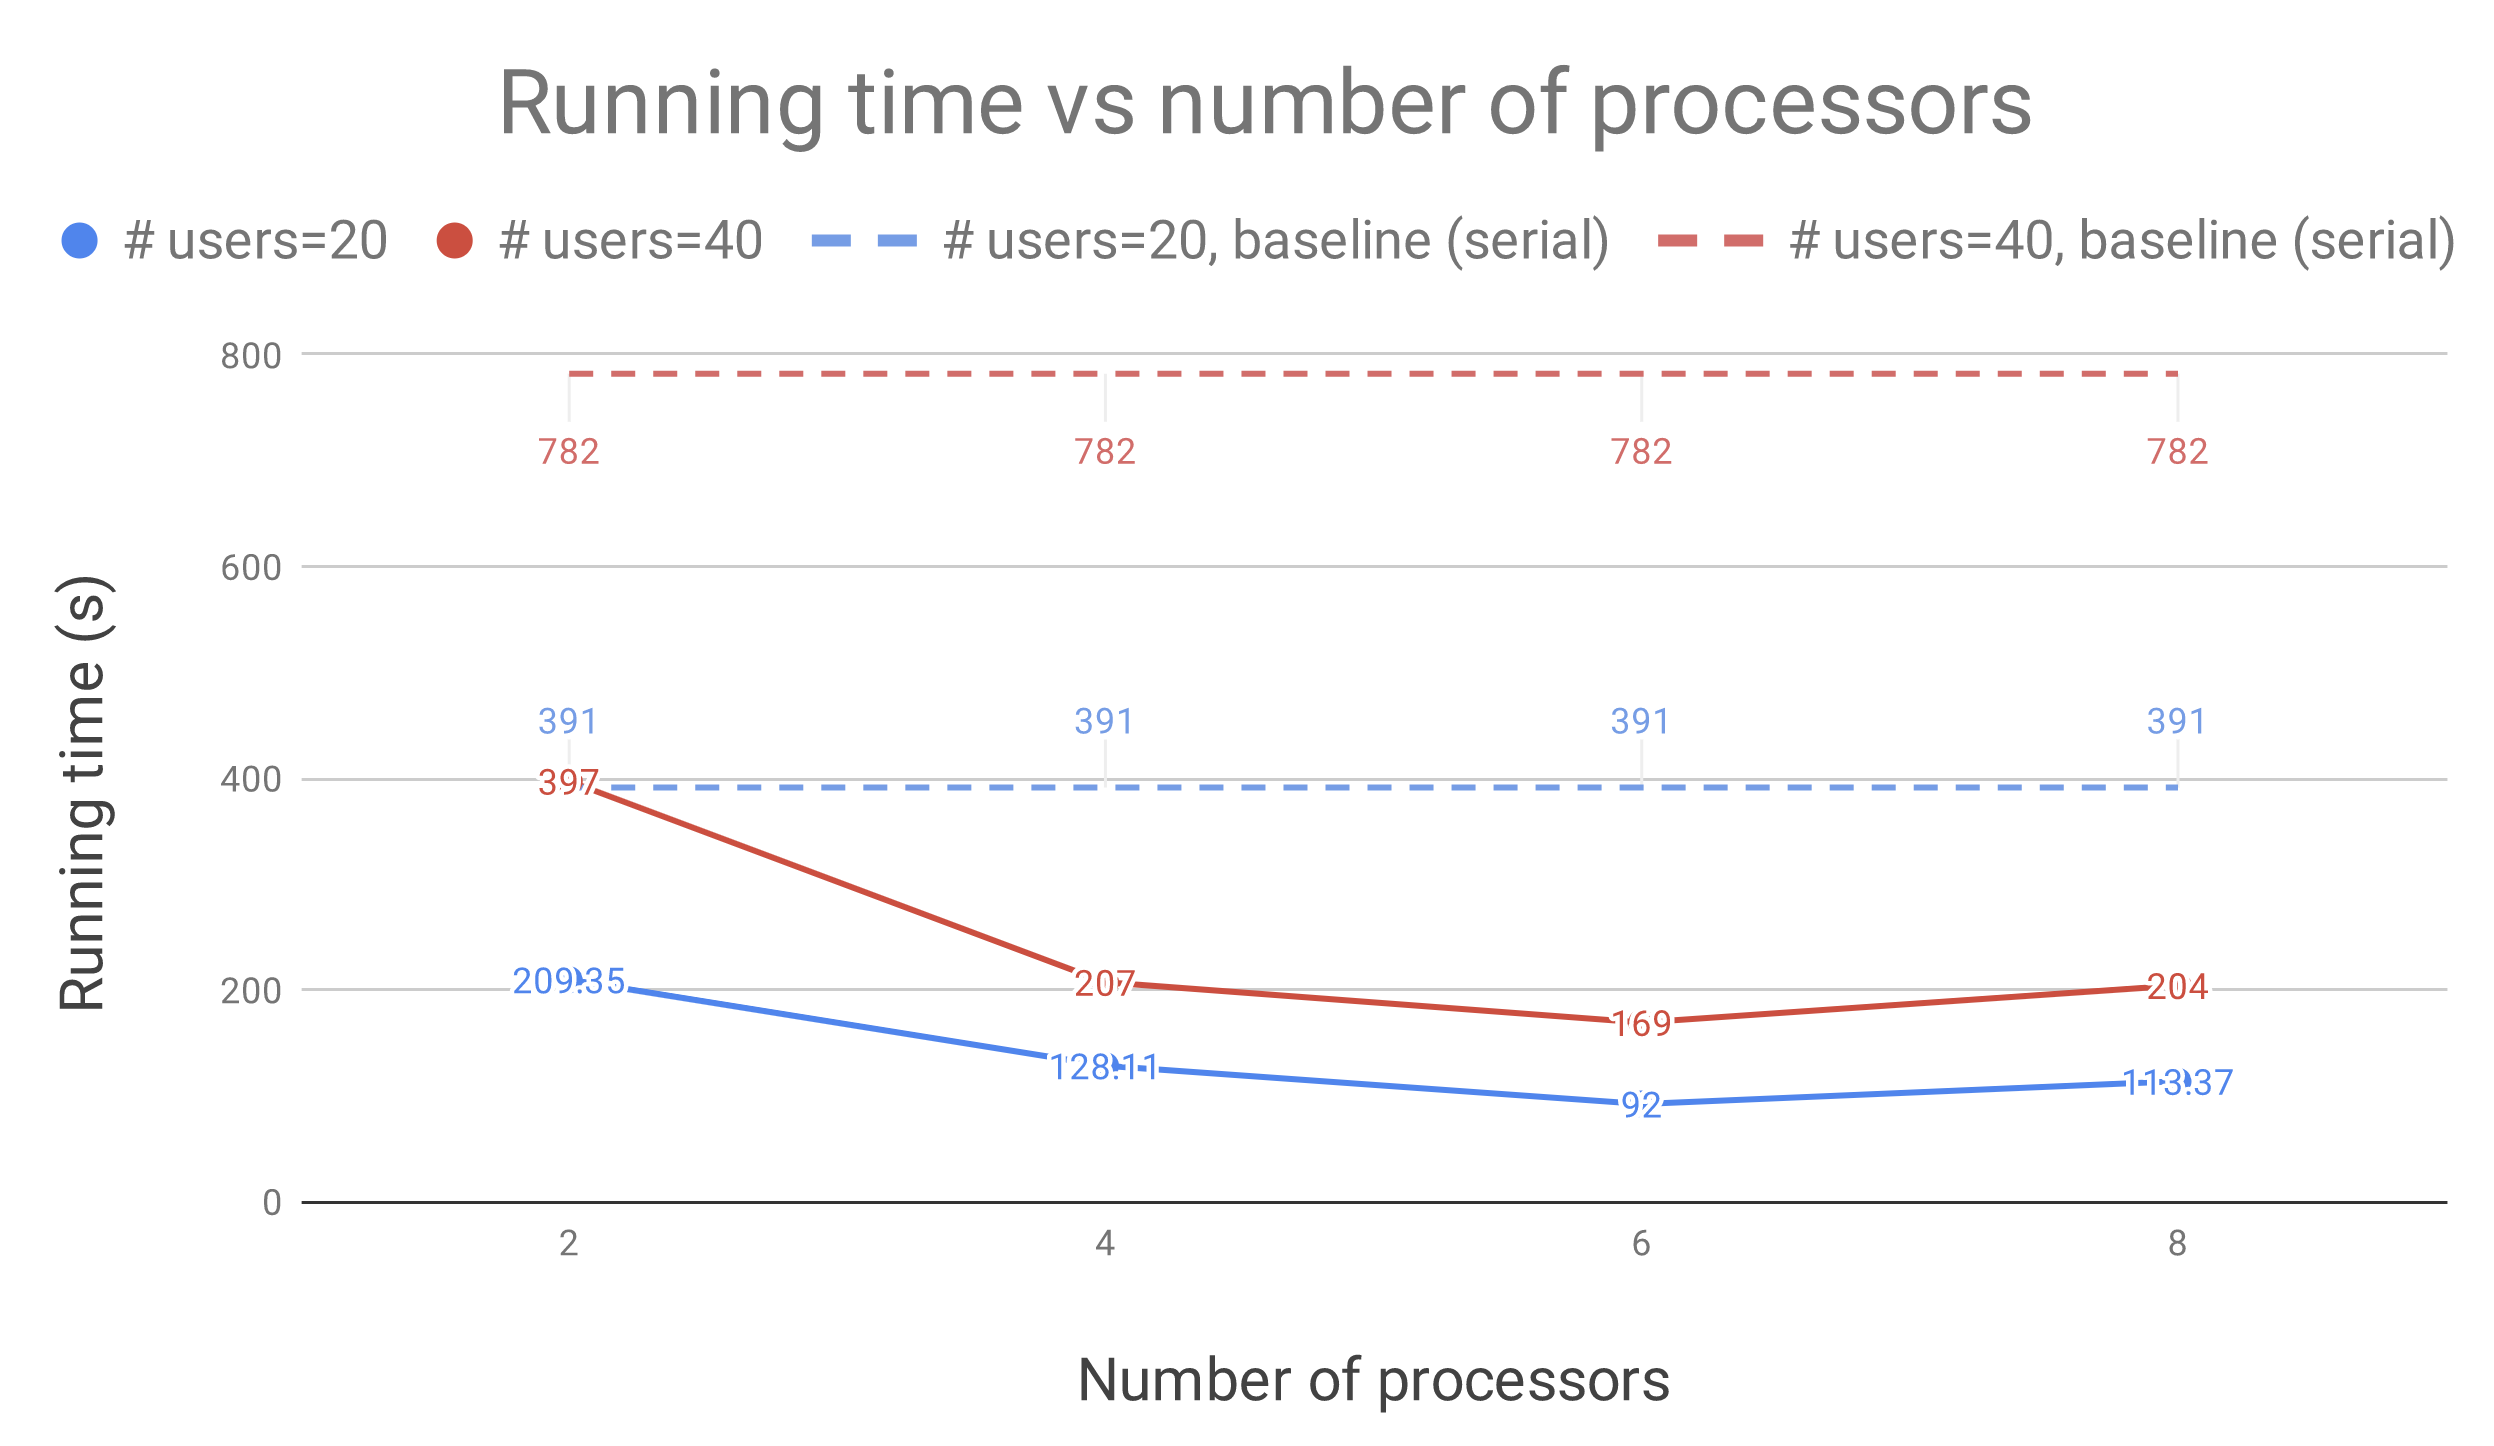 Running time vs number of processors
# users=20 # users=40 # users=20, baseline (serial) # users=40, baseline (serial)
800
782 782 782 782
600
Running time (s)
391 391 391 391
400
397
200
209.35 207 169 204
128.11 92 113.37
0
2 4 6 8
Number of processors